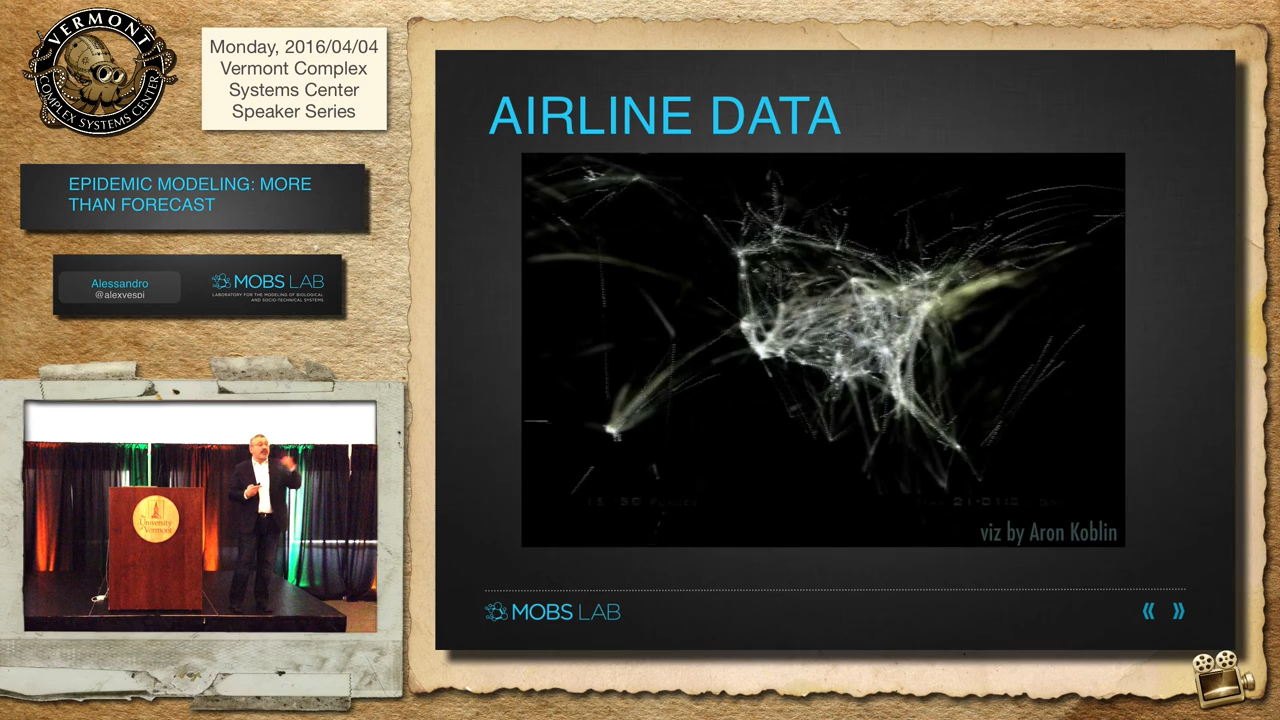 VERMONT
COMPLEX SYSTEMS CENTER
Monday, 2016/04/04
Vermont Complex
Systems Center
Speaker Series
EPIDEMIC MODELING: MORE
THAN FORECAST
Alessandro
@alexvespi
MOBS LAB
LABORATORY FOR THE MODELING OF BIOLOGICAL
AND SOCIO-TECHNICAL SYSTEMS
The
University
of Vermont
AIRLINE DATA
viz by Aron Koblin
MOBS LAB